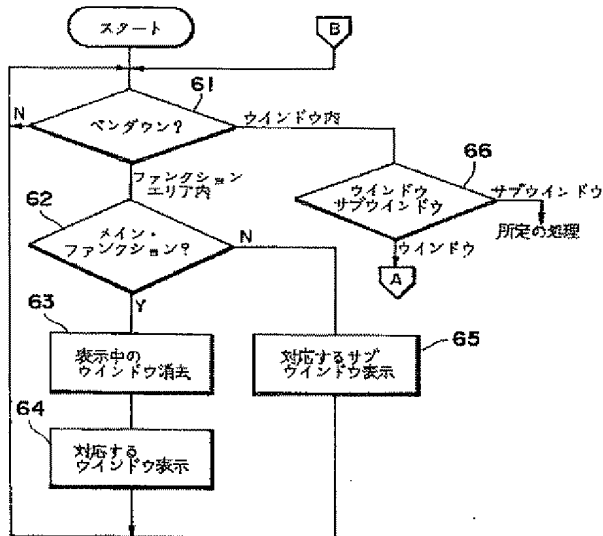 スタート
B
61
N
ペンダウン?
ウインドウ内
ファンクション
エリア内
66
ウインドウ
サブウインドウ
サブウインドウ
所定の処理
ウインドウ
A
62
メイン・
ファンクション?
N
Y
63
表示中の
ウインドウ消去
65
対応するサブ
ウインドウ表示
64
対応する
ウインドウ表示